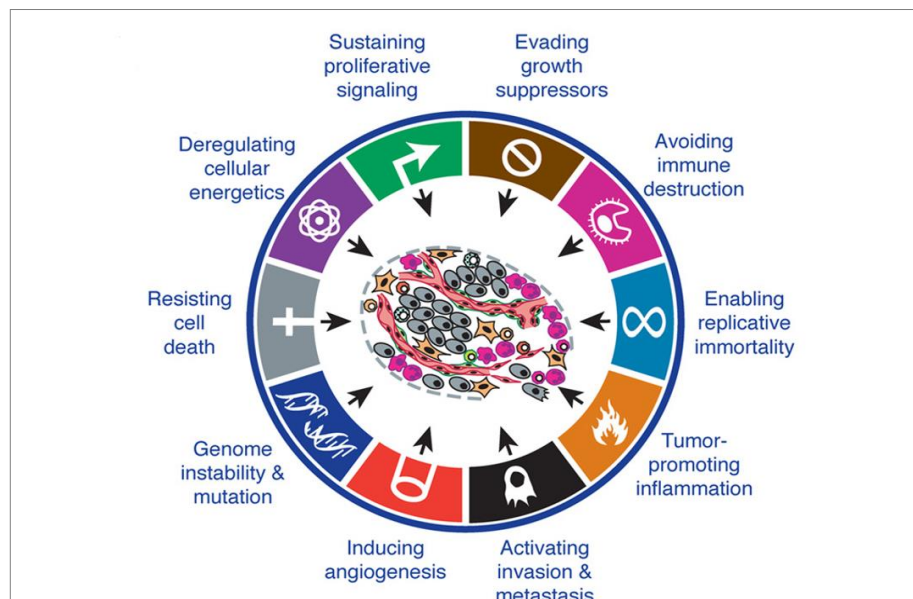 Sustaining
proliferative
signaling
Evading
growth
suppressors
Avoiding
immune
destruction
Enabling
replicative
immortality
Tumor-
promoting
inflammation
Activating
invasion &
metastasis
Inducing
angiogenesis
Genome
instability &
mutation
Resisting
cell
death
Deregulating
cellular
energetics